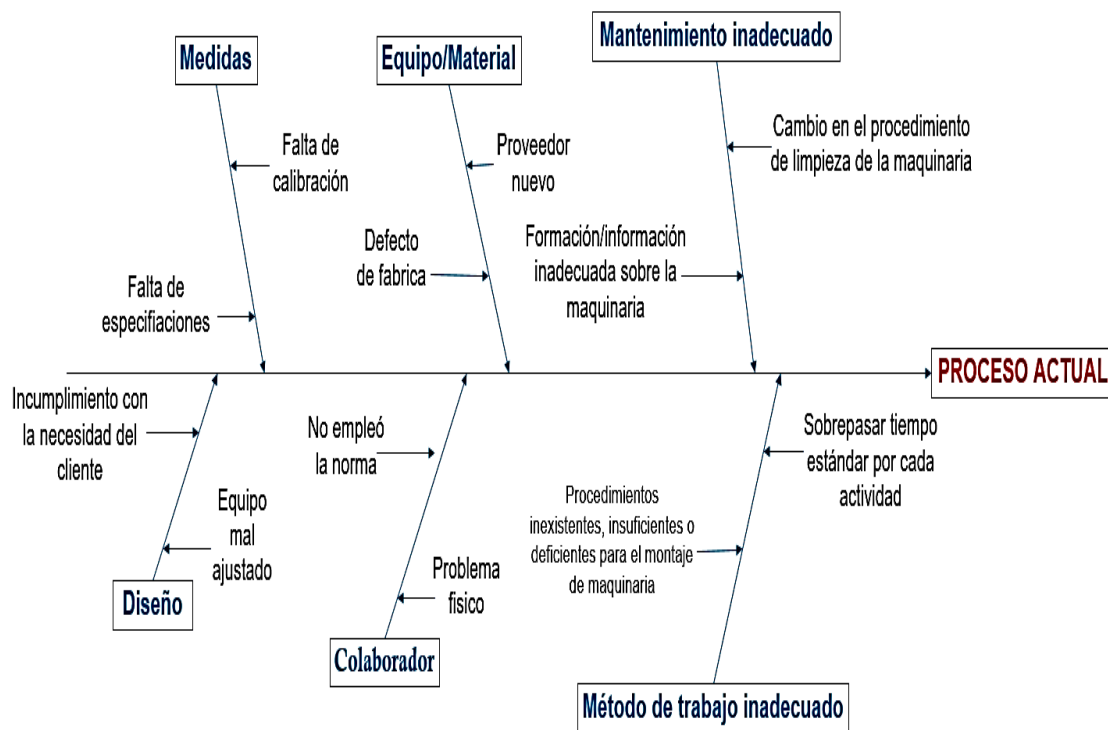 Medidas
Equipo/Material
Mantenimiento inadecuado
Falta de
calibración
Proveedor
nuevo
Cambio en el procedimiento
de limpieza de la maquinaria
Falta de
especifiaciones
Defecto
de fabrica
Formación/información
inadecuada sobre la
maquinaria
PROCESO ACTUAL
Incumplimiento con
la necesidad del
cliente
No empleó
la norma
Sobrepasar tiempo
estándar por cada
actividad
Equipo
mal
ajustado
Problema
fisico
Procedimientos
inexistentes, insuficientes o
deficientes para el montaje
de maquinaria
Diseño
Colaborador
Método de trabajo inadecuado